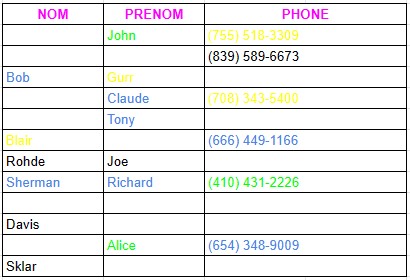 NOM PRENOM PHONE
John (755) 518-3309
(839) 589-6673
Bob Gurr
Claude (708) 343-5400
Tony
Blair (666) 449-1166
Rohde Joe
Sherman Richard (410) 431-2226
Davis
Alice (654) 348-9009
Sklar